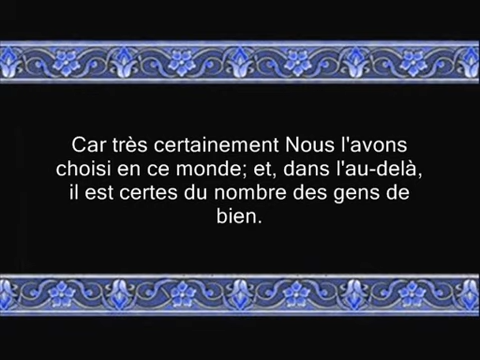 Car très certainement Nous l'avons
choisi en ce monde; et, dans l'au-delà,
il est certes du nombre des gens de
bien.